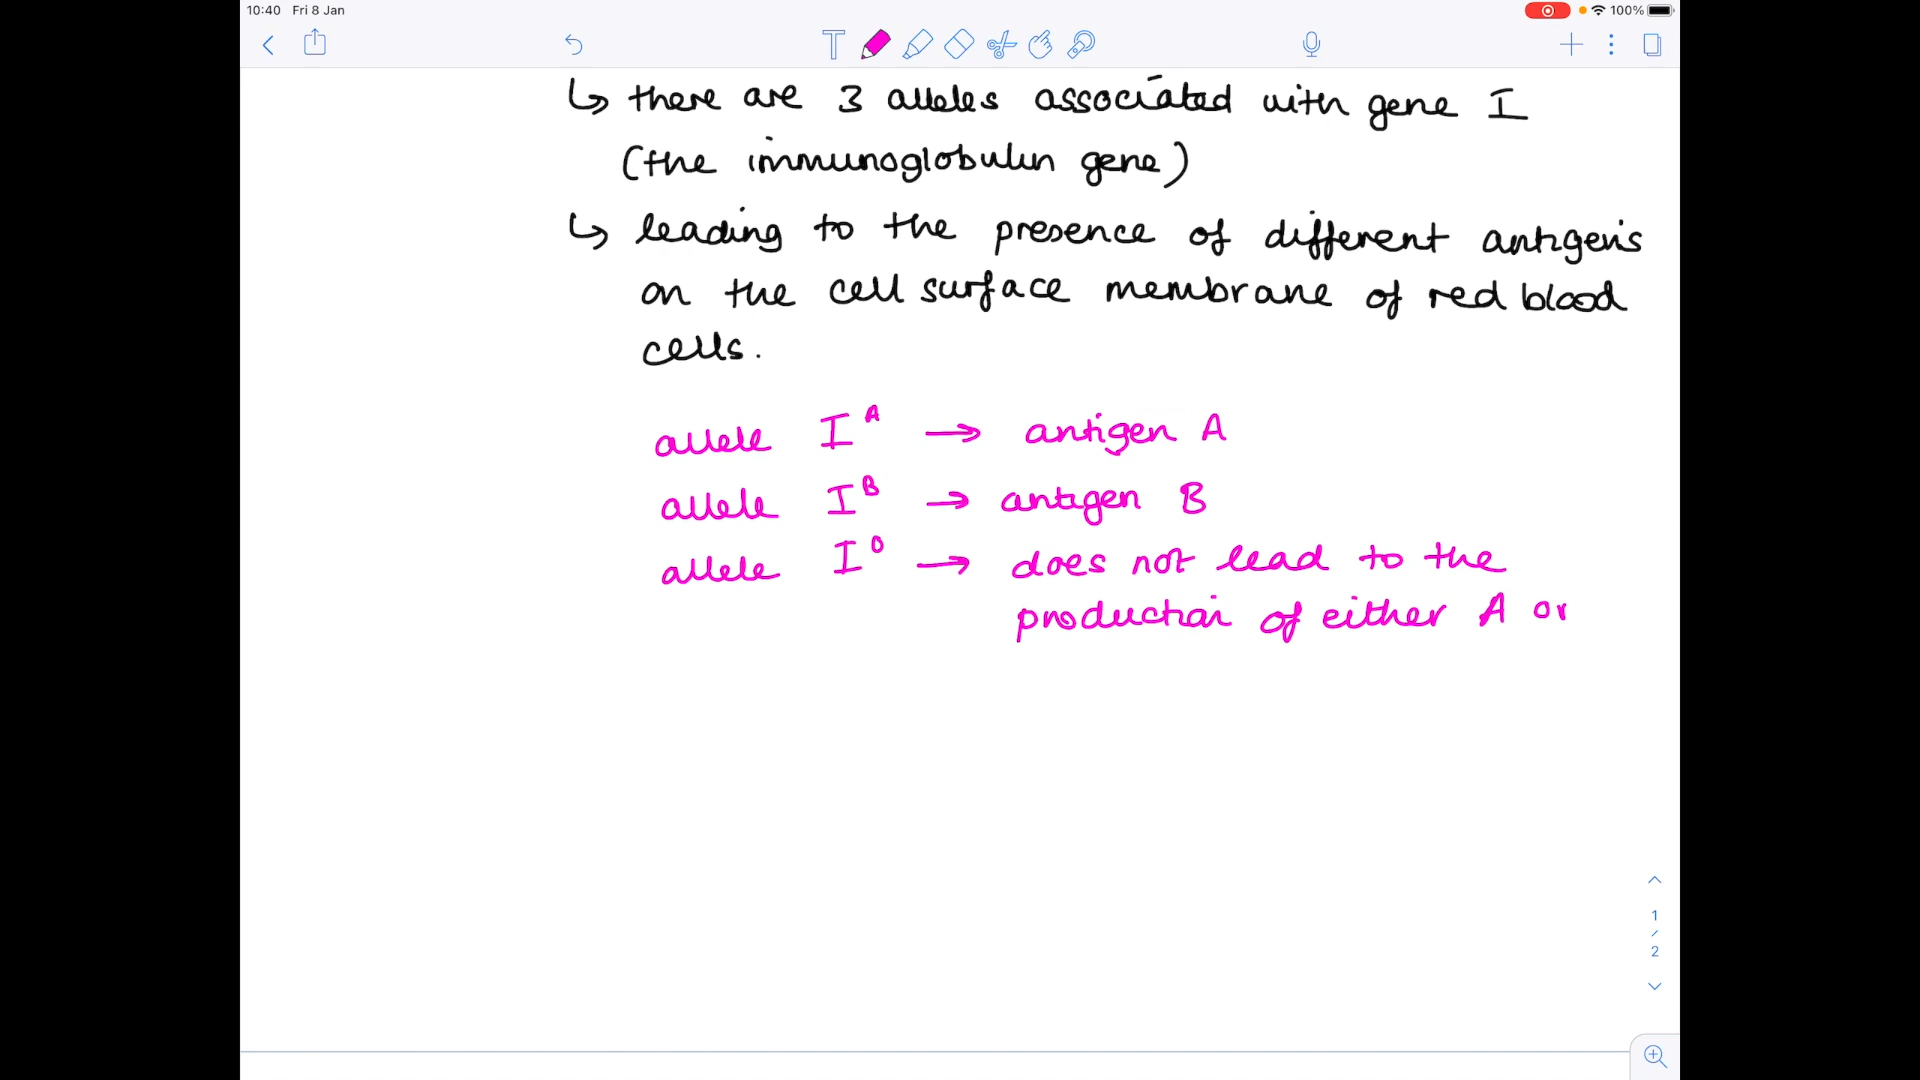 10:40 Fri 8 Jan
100%
T
↳ there are 3 alleles associated with gene I
(the immunoglobulin gene)
↳ leading to the presence of different antigens
on the cell surface membrane of red blood
cells.
allele I^A → antigen A
allele I^B → antigen B
allele I^O → does not lead to the
production of either A or
1
/
2